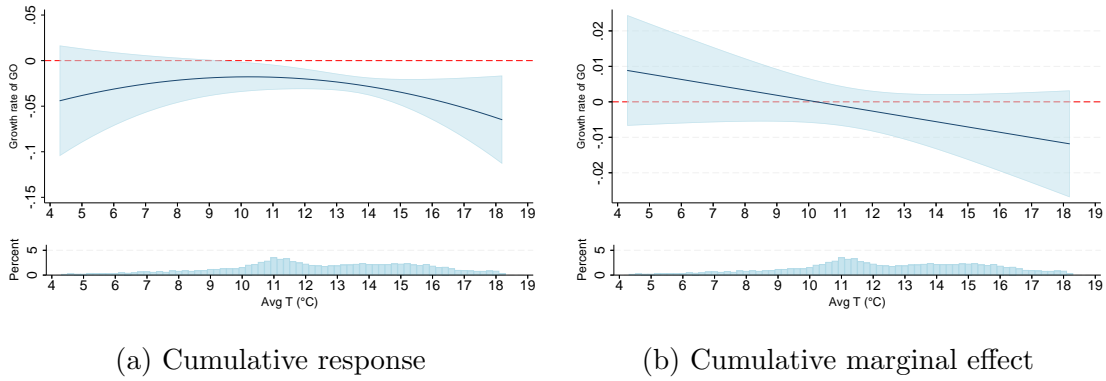 .05
0
-.05
-.1
-.15
Growth rate of GO
4 5 6 7 8 9 10 11 12 13 14 15 16 17 18 19
5
0
Percent
4 5 6 7 8 9 10 11 12 13 14 15 16 17 18 19
Avg T (°C)
(a) Cumulative response
.02
.01
0
-.01
-.02
Growth rate of GO
4 5 6 7 8 9 10 11 12 13 14 15 16 17 18 19
5
0
Percent
4 5 6 7 8 9 10 11 12 13 14 15 16 17 18 19
Avg T (°C)
(b) Cumulative marginal effect